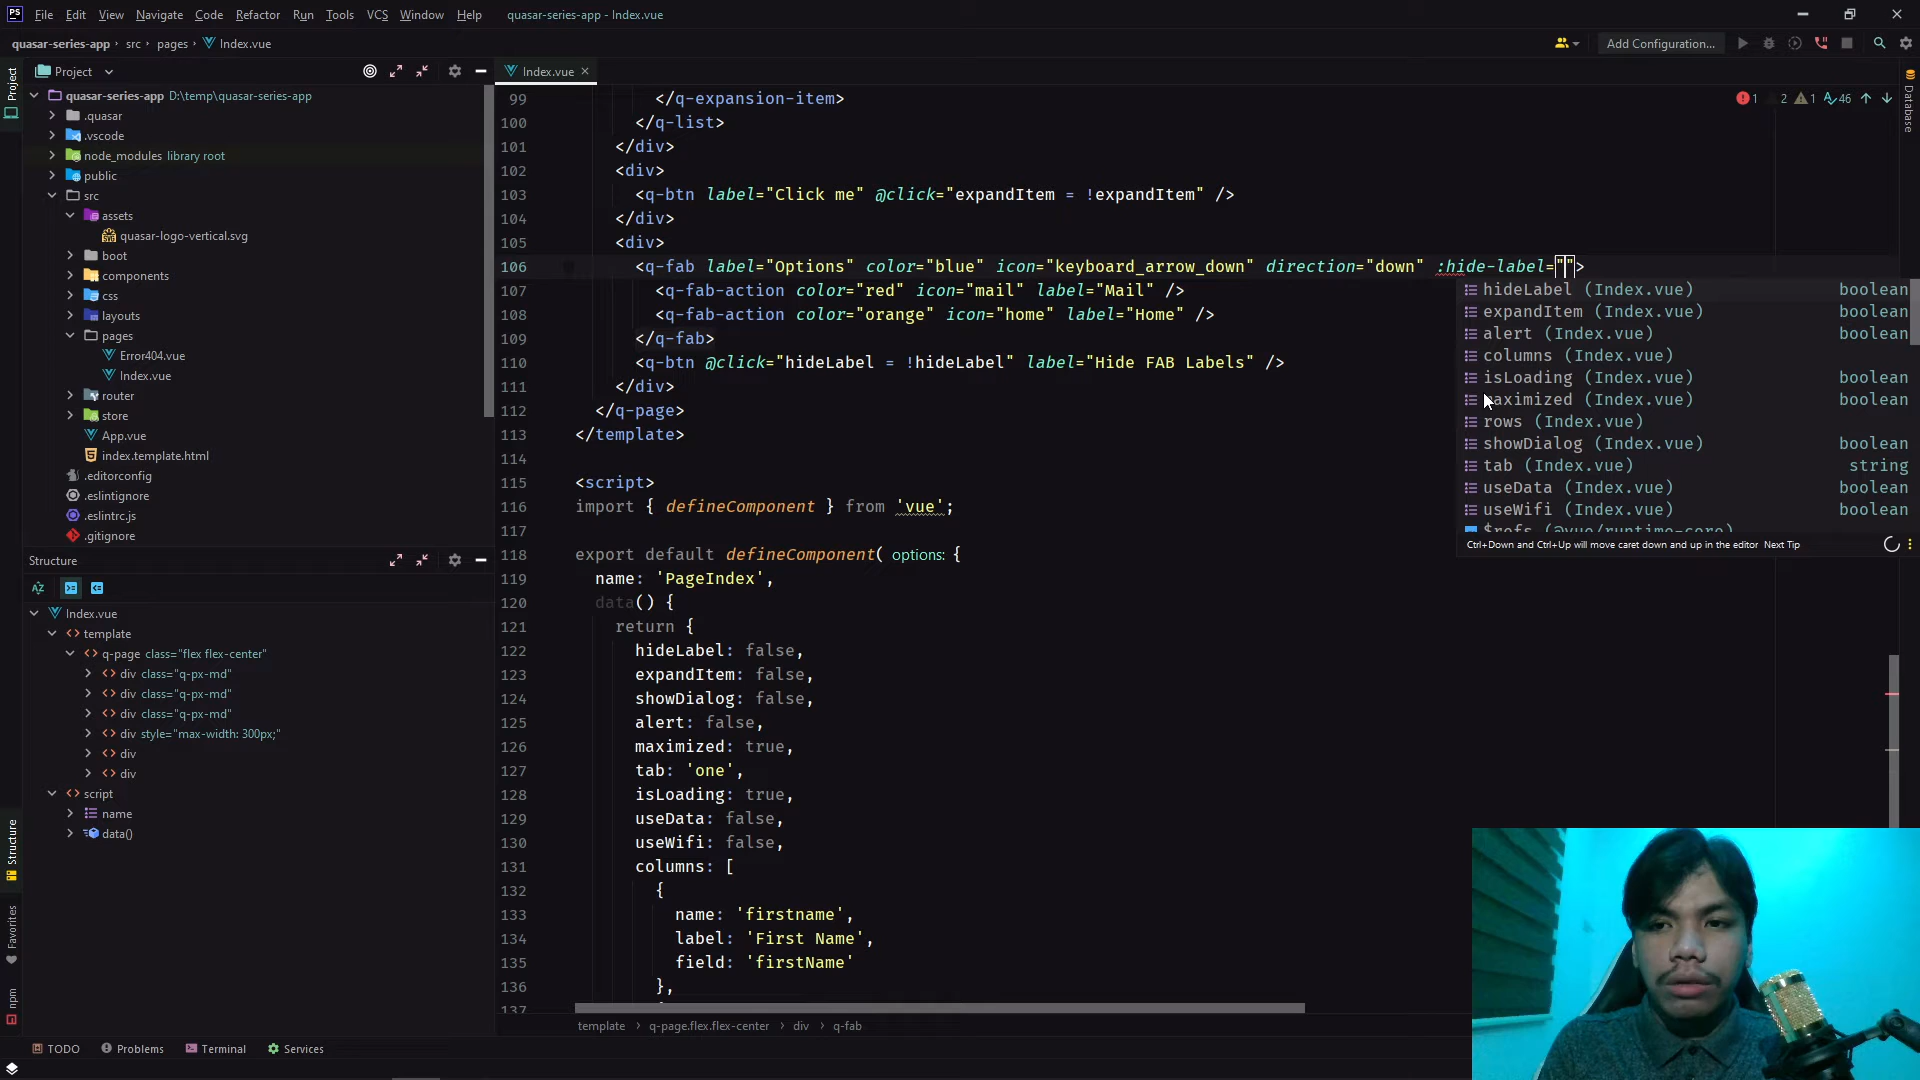 PS File Edit View Navigate Code Refactor Run Tools VCS Window Help quasar-series-app - Index.vue
quasar-series-app › src › pages › Index.vue
Add Configuration...
Project
Project
quasar-series-app D:\temp\quasar-series-app
.quasar
.vscode
node_modules library root
public
src
assets
quasar-logo-vertical.svg
boot
components
css
layouts
pages
Error404.vue
Index.vue
router
store
App.vue
index.template.html
.editorconfig
.eslintignore
.eslintrc.js
.gitignore
Structure
Index.vue
template
q-page class="flex flex-center"
div class="q-px-md"
div class="q-px-md"
div class="q-px-md"
div style="max-width: 300px;"
div
div
script
name
data()
Structure
Favorites
npm
Index.vue
1 2 1 46
Database
99 </q-expansion-item>
100 </q-list>
101 </div>
102 <div>
103 <q-btn label="Click me" @click="expandItem = !expandItem" />
104 </div>
105 <div>
106 <q-fab label="Options" color="blue" icon="keyboard_arrow_down" direction="down" :hide-label="">
107 <q-fab-action color="red" icon="mail" label="Mail" />
108 <q-fab-action color="orange" icon="home" label="Home" />
109 </q-fab>
110 <q-btn @click="hideLabel = !hideLabel" label="Hide FAB Labels" />
111 </div>
112 </q-page>
113 </template>
114
115 <script>
116 import { defineComponent } from 'vue';
117
118 export default defineComponent( options: {
119 name: 'PageIndex',
120 data() {
121 return {
122 hideLabel: false,
123 expandItem: false,
124 showDialog: false,
125 alert: false,
126 maximized: true,
127 tab: 'one',
128 isLoading: true,
129 useData: false,
130 useWifi: false,
131 columns: [
132 {
133 name: 'firstname',
134 label: 'First Name',
135 field: 'firstName'
136 },
137
hideLabel (Index.vue) boolean
expandItem (Index.vue) boolean
alert (Index.vue) boolean
columns (Index.vue)
isLoading (Index.vue) boolean
maximized (Index.vue) boolean
rows (Index.vue)
showDialog (Index.vue) boolean
tab (Index.vue) string
useData (Index.vue) boolean
useWifi (Index.vue) boolean
$refs (@vue/runtime-core)
Ctrl+Down and Ctrl+Up will move caret down and up in the editor Next Tip
template › q-page.flex.flex-center › div › q-fab
TODO Problems Terminal Services